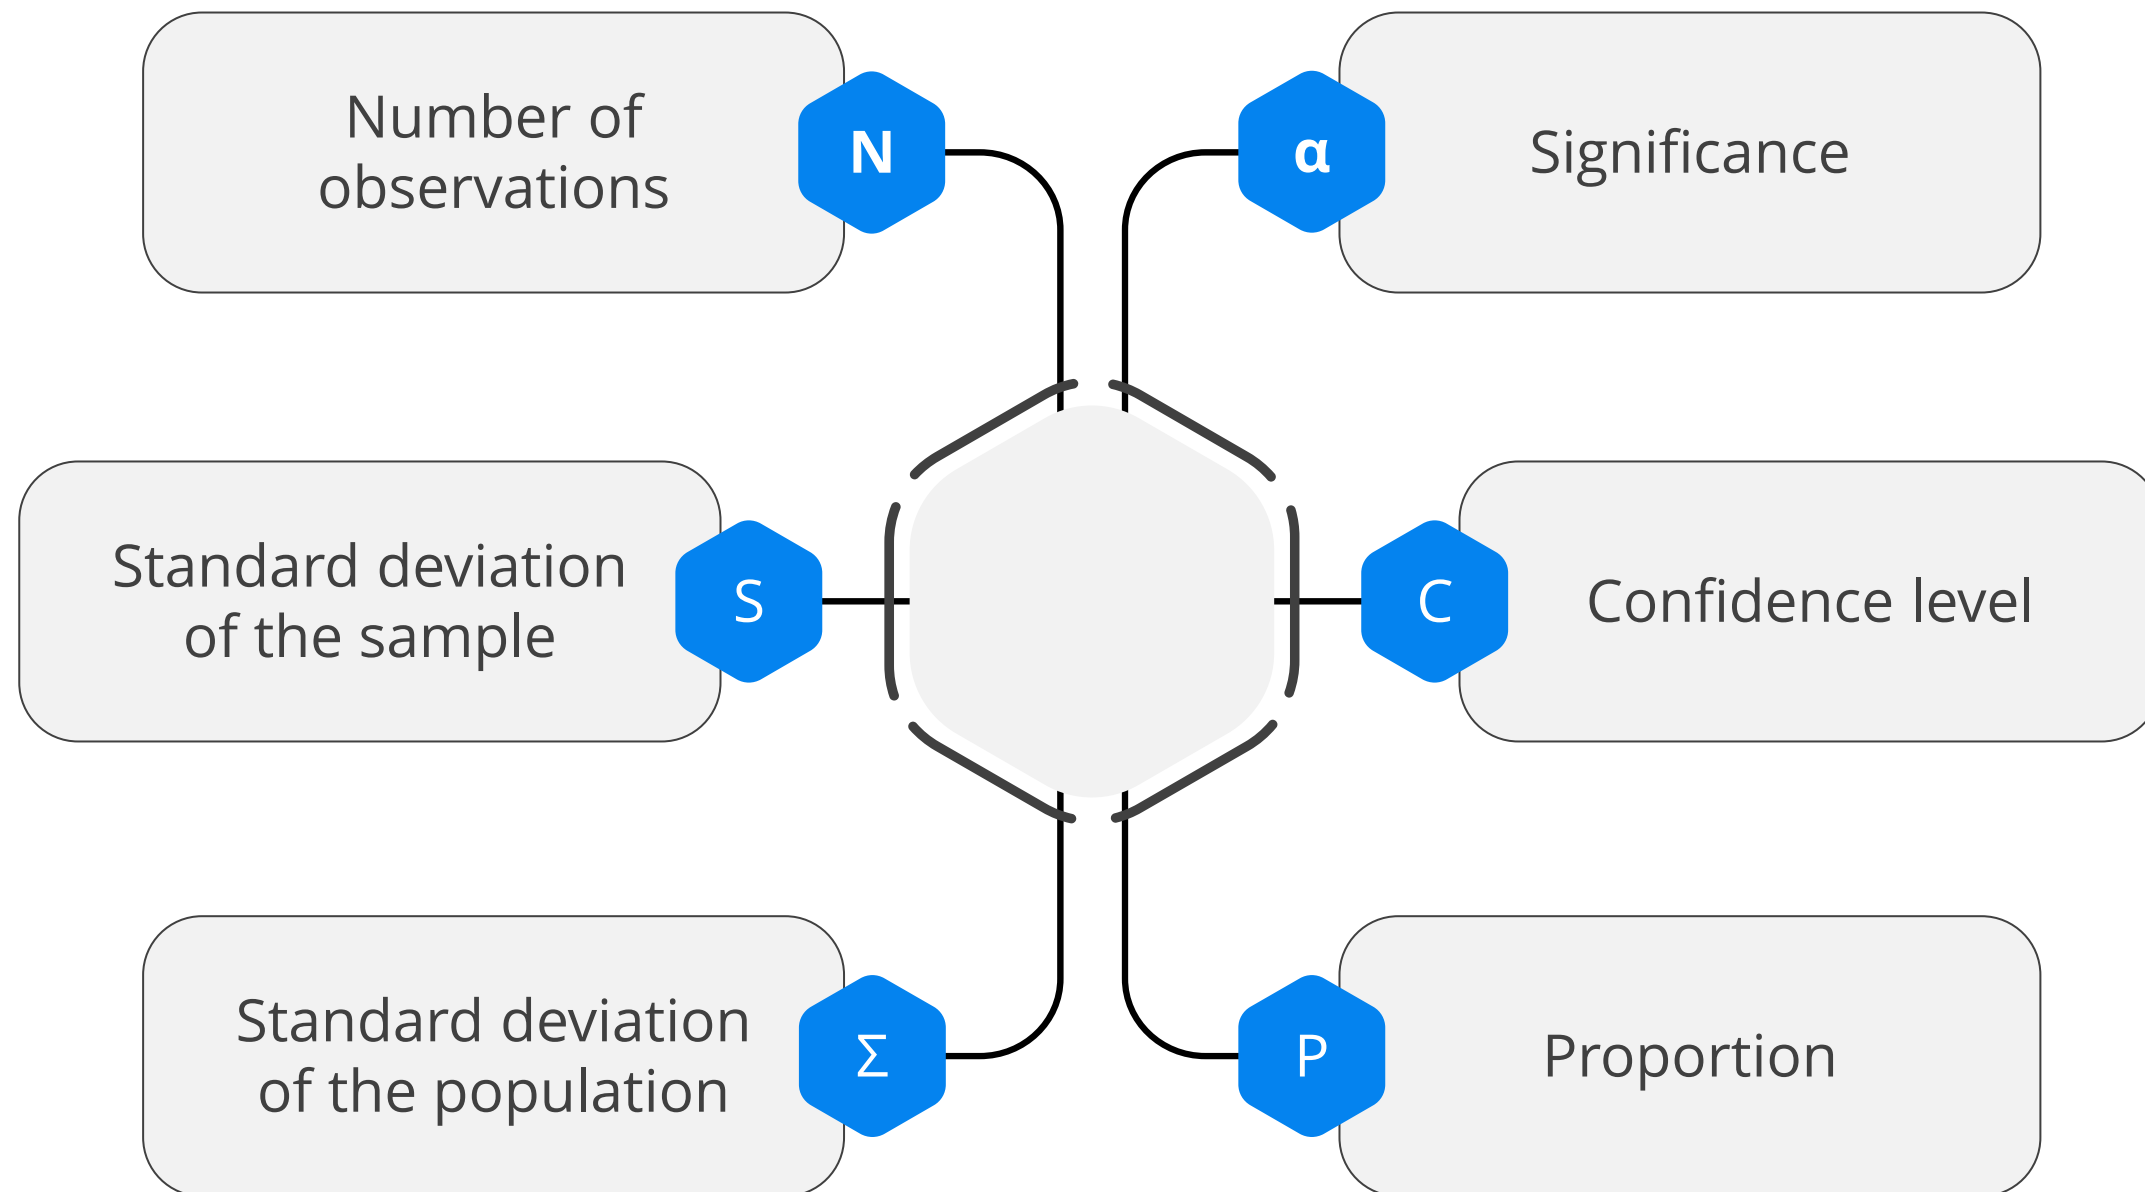 Number of
observations
N
α
Significance
Standard deviation
of the sample
S
C
Confidence level
Standard deviation
of the population
Σ
P
Proportion